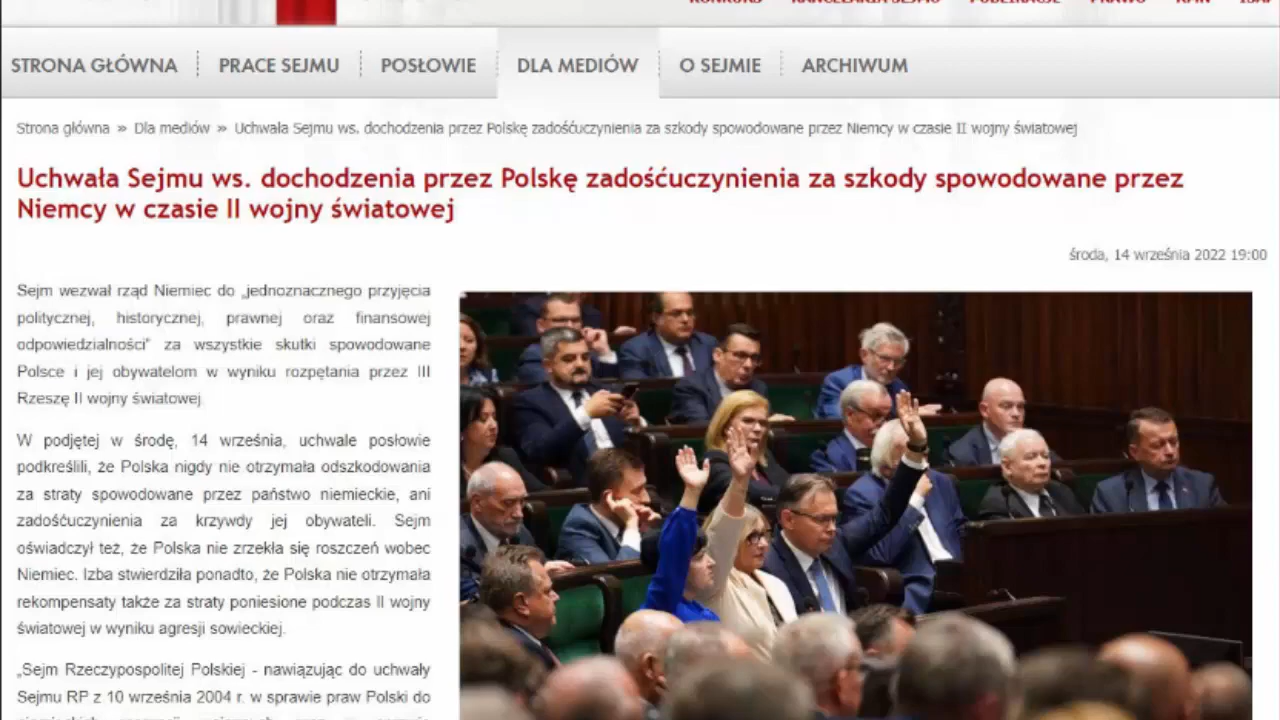 KONKURS KANCELARIA SEJMU PUBLIKACJE PRAWO
STRONA GŁÓWNA PRACE SEJMU POSŁOWIE DLA MEDIÓW O SEJMIE ARCHIWUM
Strona główna » Dla mediów » Uchwała Sejmu ws. dochodzenia przez Polskę zadośćuczynienia za szkody spowodowane przez Niemcy w czasie II wojny światowej
Uchwała Sejmu ws. dochodzenia przez Polskę zadośćuczynienia za szkody spowodowane przez
Niemcy w czasie II wojny światowej
środa, 14 września 2022 19:00
Sejm wezwał rząd Niemiec do „jednoznacznego przyjęcia
politycznej, historycznej, prawnej oraz finansowej
odpowiedzialności" za wszystkie skutki spowodowane
Polsce i jej obywatelom w wyniku rozpętania przez III
Rzeszę II wojny światowej.
W podjętej w środę, 14 września, uchwale posłowie
podkreślili, że Polska nigdy nie otrzymała odszkodowania
za straty spowodowane przez państwo niemieckie, ani
zadośćuczynienia za krzywdy jej obywateli. Sejm
oświadczył też, że Polska nie zrzekła się roszczeń wobec
Niemiec. Izba stwierdziła ponadto, że Polska nie otrzymała
rekompensaty także za straty poniesione podczas II wojny
światowej w wyniku agresji sowieckiej.
„Sejm Rzeczypospolitej Polskiej - nawiązując do uchwały
Sejmu RP z 10 września 2004 r. w sprawie praw Polski do